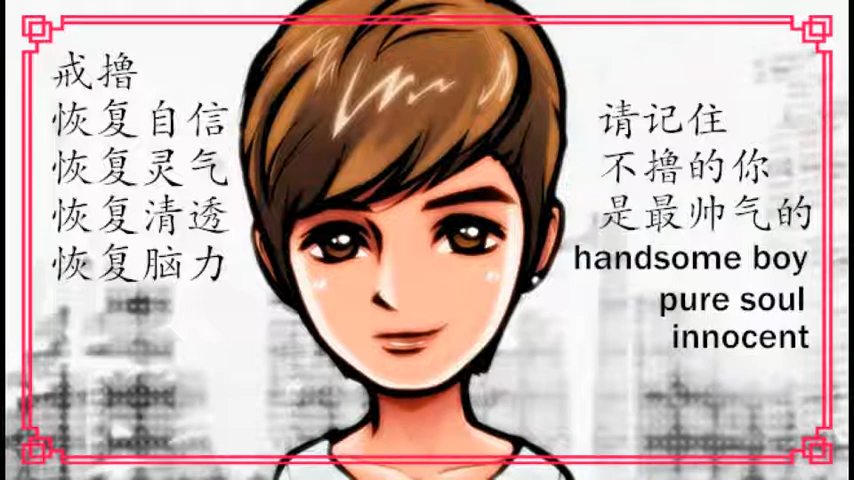 戒撸
恢复自信
恢复灵气
恢复清透
恢复脑力
请记住
不撸的你
是最帅气的
handsome boy
pure soul
innocent